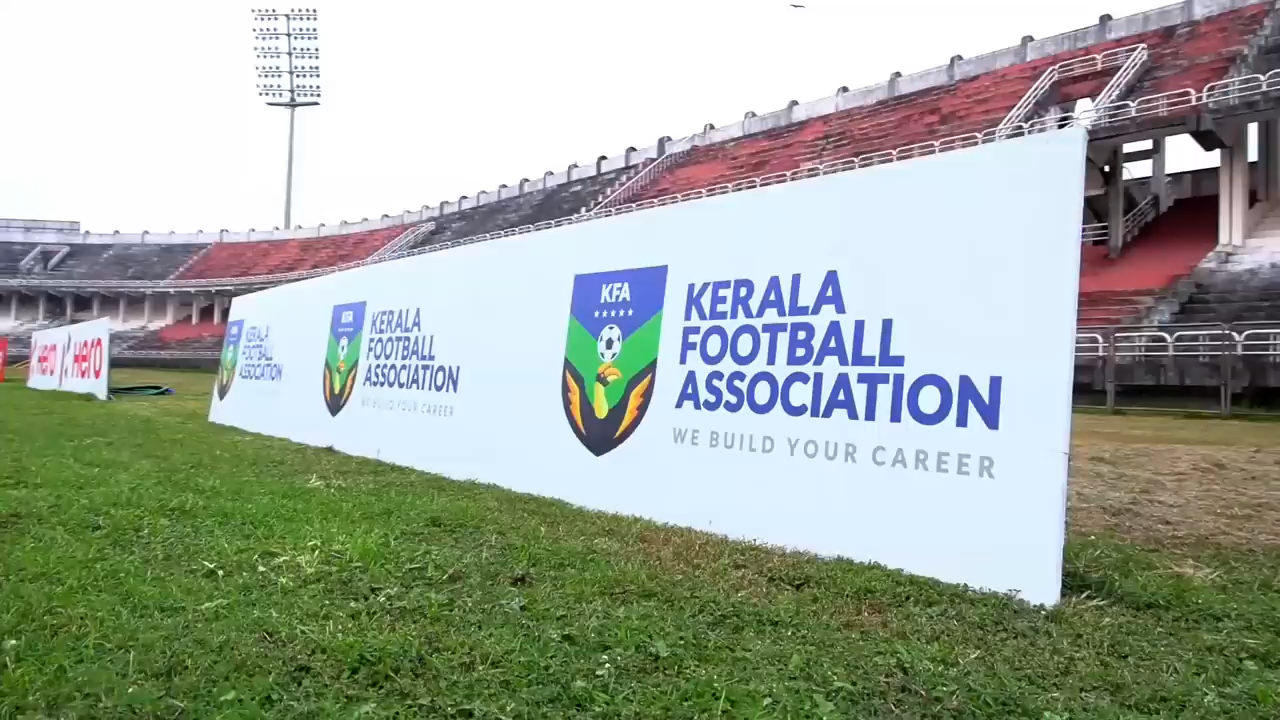 Hero Hero
KERALA
FOOTBALL
ASSOCIATION
KFA
KERALA
FOOTBALL
ASSOCIATION
WE BUILD YOUR CAREER
KFA
KERALA
FOOTBALL
ASSOCIATION
WE BUILD YOUR CAREER